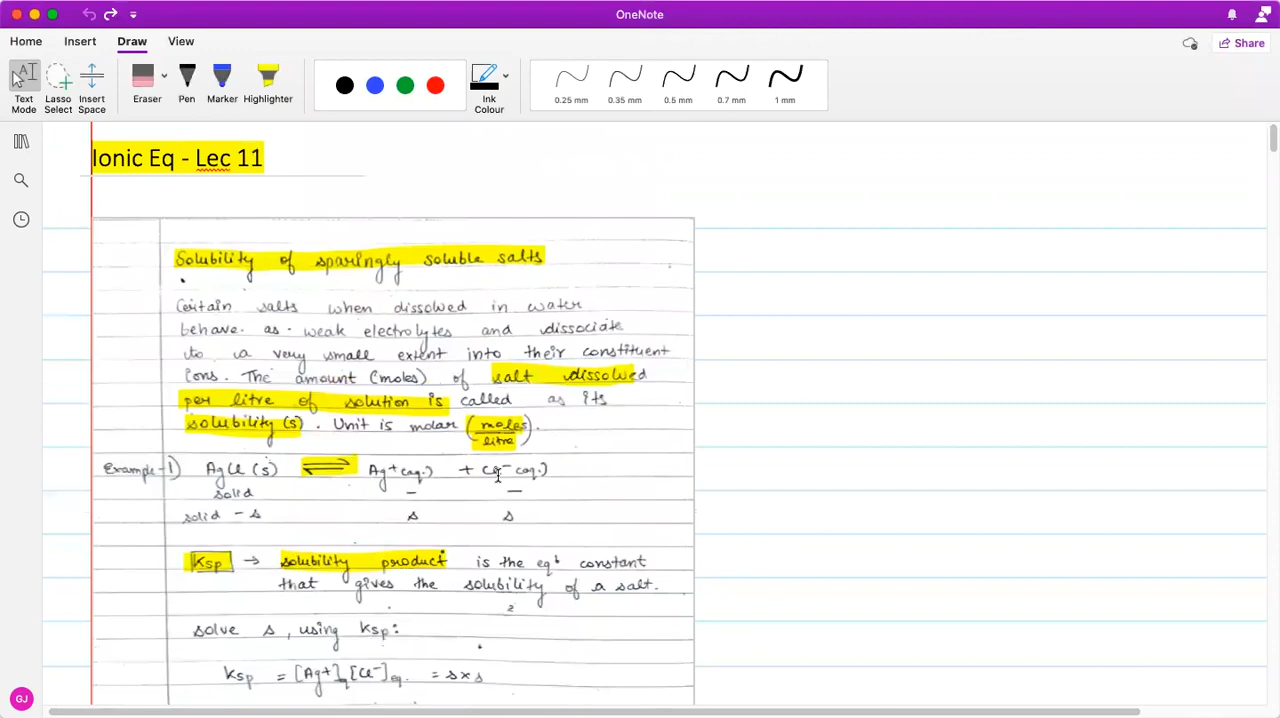 OneNote
Home Insert Draw View
Share
Text Mode
Lasso Select
Insert Space
Eraser
Pen
Marker
Highlighter
Ink Colour
0.25 mm
0.35 mm
0.5 mm
0.7 mm
1 mm
Ionic Eq - Lec 11
Solubility of sparingly soluble salts
Certain salts when dissolved in water
behave as weak electrolytes and dissociate
to a very small extent into their constituent
ions. The amount (moles) of salt dissolved
per litre of solution is called as its
solubility (s). Unit is molar (moles/litre).
Example-1) AgCl (s) ⇌ Ag+(aq.) + Cl-(aq.)
solid - -
solid - s s s
Ksp → solubility product is the eqb constant
that gives the solubility of a salt.
solve s, using Ksp:
Ksp = [Ag+]eq [Cl-]eq. = s x s
GJ